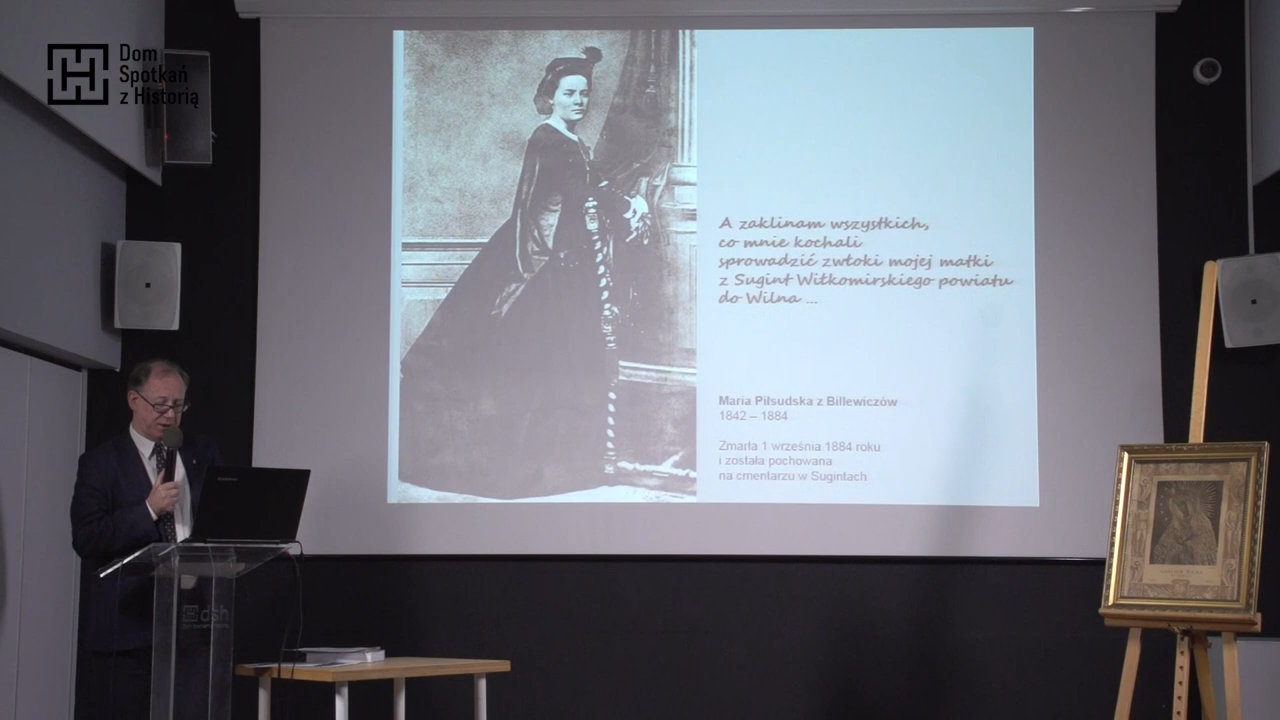 Dom
Spotkań
z Historią
A zaklinam wszystkich,
co mnie kochali
sprowadzić zwłoki mojej matki
z Sugint Wiłkomirskiego powiatu
do Wilna ...
Maria Piłsudska z Billewiczów
1842 – 1884
Zmarła 1 września 1884 roku
i została pochowana
na cmentarzu w Sugintach
dsh